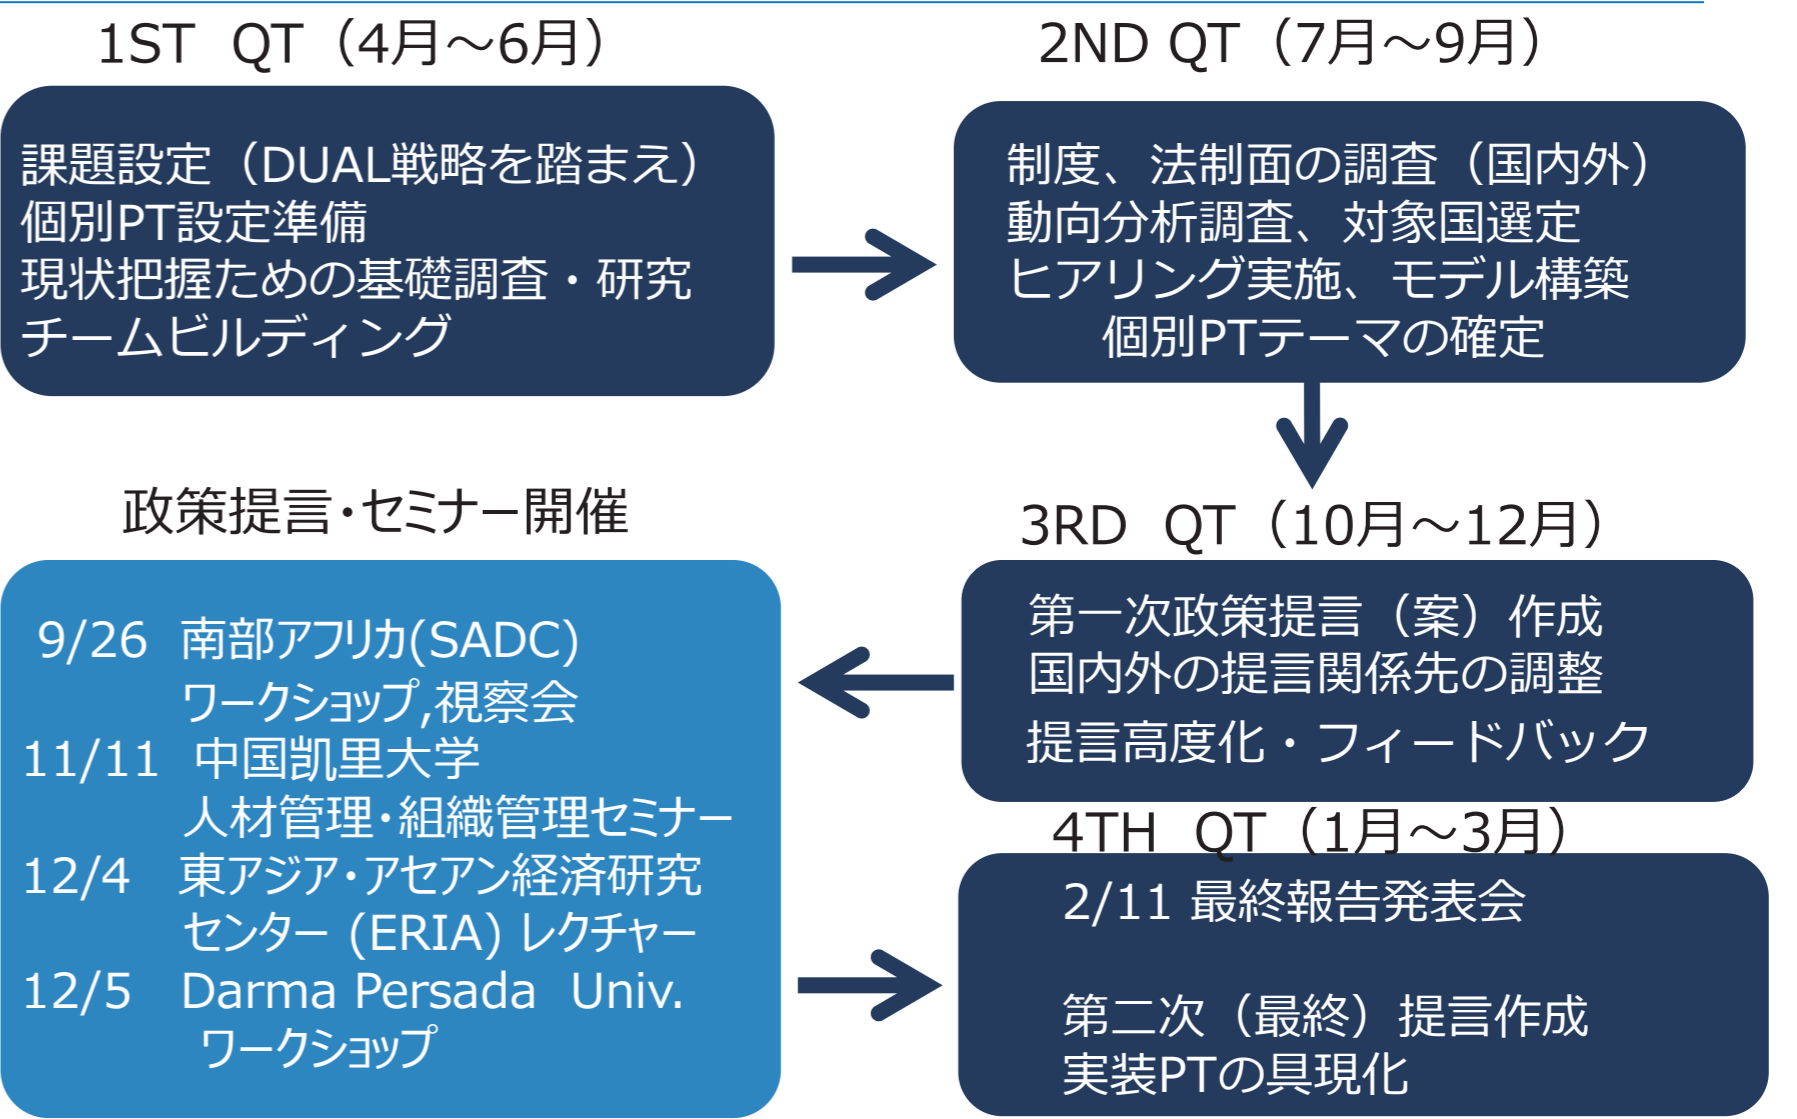 1ST QT（4月～6月）
課題設定（DUAL戦略を踏まえ）
個別PT設定準備
現状把握ための基礎調査・研究
チームビルディング
2ND QT（7月～9月）
制度、法制面の調査（国内外）
動向分析調査、対象国選定
ヒアリング実施、モデル構築
個別PTテーマの確定
3RD QT（10月～12月）
第一次政策提言（案）作成
国内外の提言関係先の調整
提言高度化・フィードバック
政策提言・セミナー開催
9/26 南部アフリカ(SADC)
ワークショップ,視察会
11/11 中国凯里大学
人材管理・組織管理セミナー
12/4 東アジア・アセアン経済研究
センター (ERIA) レクチャー
12/5 Darma Persada Univ.
ワークショップ
4TH QT（1月～3月）
2/11 最終報告発表会
第二次（最終）提言作成
実装PTの具現化